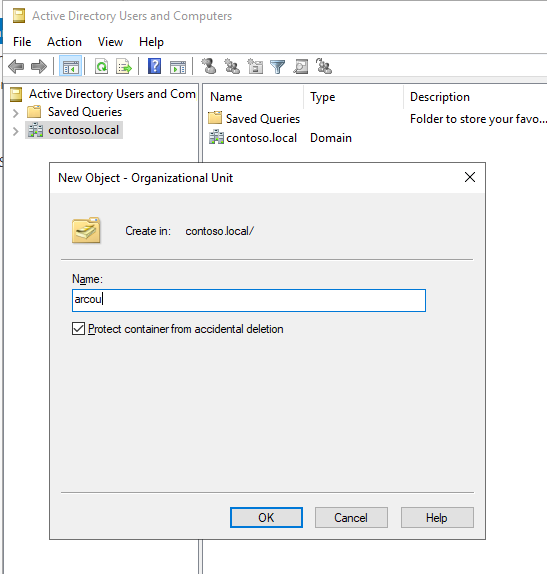 Active Directory Users and Computers
File Action View Help
Active Directory Users and Com
Saved Queries
contoso.local
Name Type Description
Saved Queries Folder to store your favo...
contoso.local Domain
New Object - Organizational Unit
Create in: contoso.local/
Name:
arcou
Protect container from accidental deletion
OK Cancel Help